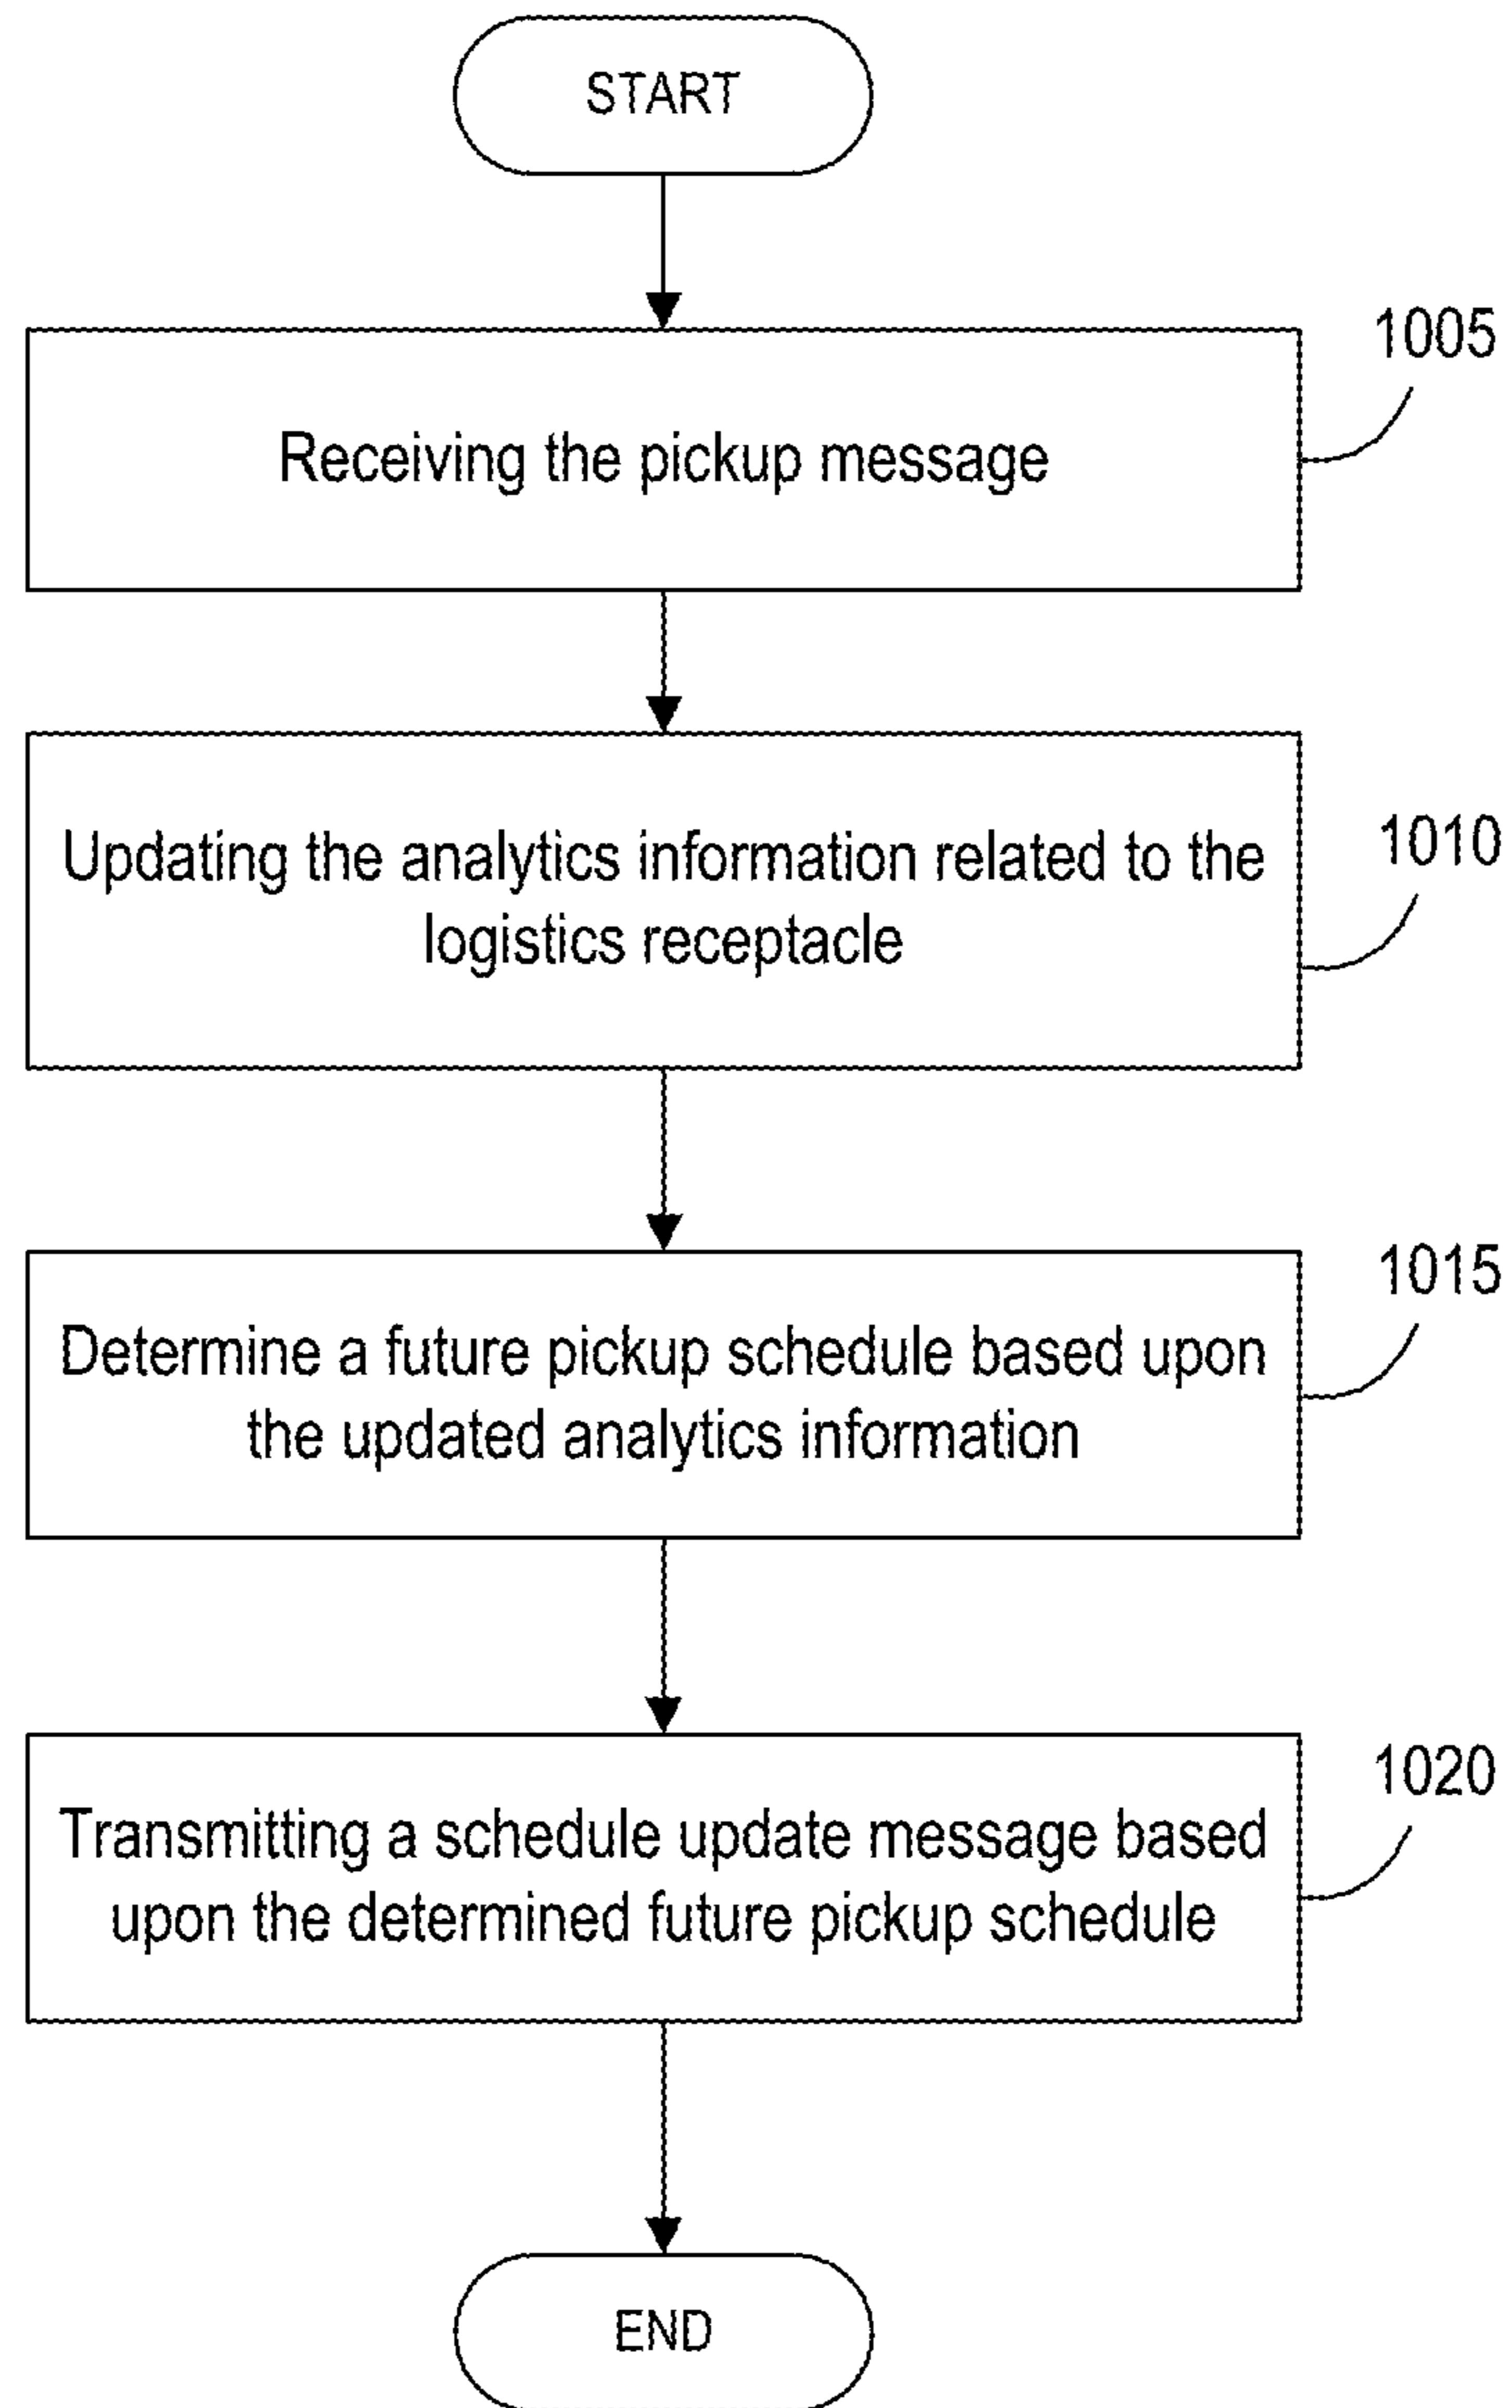 START
1005
Receiving the pickup message
1010
Updating the analytics information related to the
logistics receptacle
1015
Determine a future pickup schedule based upon
the updated analytics information
1020
Transmitting a schedule update message based
upon the determined future pickup schedule
END